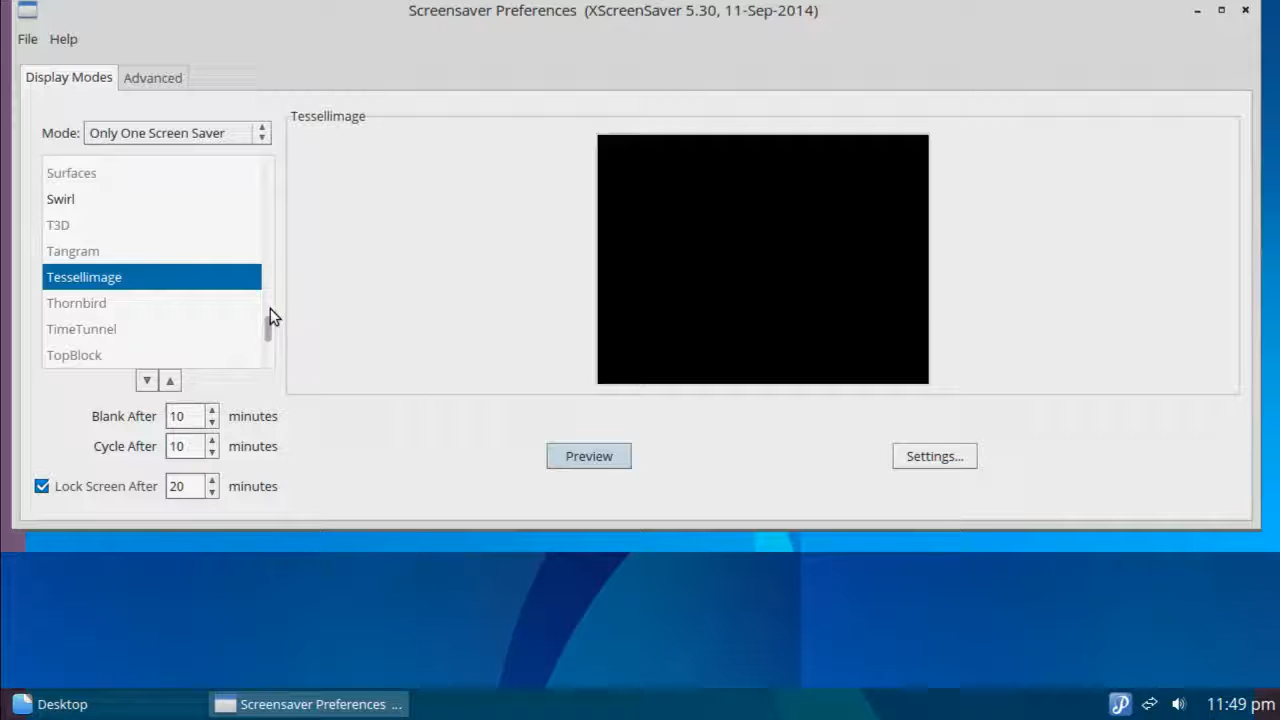 Screensaver Preferences  (XScreenSaver 5.30, 11-Sep-2014)
File Help
Display Modes Advanced
Tessellimage
Mode: Only One Screen Saver
Surfaces
Swirl
T3D
Tangram
Tessellimage
Thornbird
TimeTunnel
TopBlock
Blank After 10 minutes
Cycle After 10 minutes
Preview Settings...
Lock Screen After 20 minutes
Desktop Screensaver Preferences ... 11:49 pm